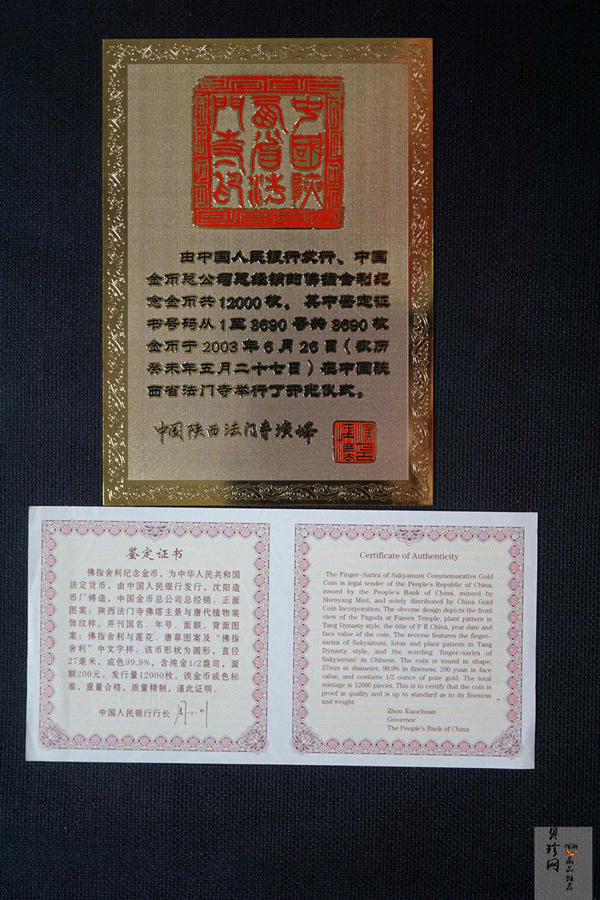 中國陝
西省法
門寺印
由中国人民银行发行、中国
金币总公司总经销的佛指舍利纪
念金币共12000枚，其中鉴定证
书号码从1至3690号共3690枚
金币于2003年6月26日（农历
癸未年五月二十七日）在中国陕
西省法门寺举行了开光仪式。
中国陕西法门寺
鉴定证书
佛指舍利纪念金币，为中华人民共和国
法定货币，由中国人民银行发行，沈阳造
币厂铸造，中国金币总公司总经销。正面
图案：陕西法门寺佛塔主景与唐代植物装
饰纹样，并刊国名、年号、面额。背面图
案：佛指舍利与莲花、唐草图案及“佛指
舍利”中文字样。该币形状为圆形，直径
27毫米，成色99.9%，含纯金1/2盎司，面
额200元，发行量12000枚。该金币成色标
准，重量合格，质量精制，谨此证明。
中国人民银行行长
Certificate of Authenticity
The Finger-Sarira of Sakyamuni Commemorative Gold
Coin is legal tender of the People's Republic of China,
issued by the People's Bank of China, minted by
Shenyang Mint, and solely distributed by China Gold
Coin Incorporation. The obverse design depicts the front
view of the Pagoda at Famen Temple, plant pattern in
Tang Dynasty style, the title of P R China, year date and
face value of the coin. The reverse features the finger-
sarira of Sakyamuni, lotus and plant pattern in Tang
Dynasty style, and the wording 'finger-sarira of
Sakyamuni' in Chinese. The coin is round in shape,
27mm in diameter, 99.9% in fineness, 200 yuan in face
value, and contains 1/2 ounce of pure gold. The total
mintage is 12000 pieces. This is to certify that the coin is
proof in quality and is up to standard as to its fineness
and weight.
Zhou Xiaochuan
Governor
The People's Bank of China
贝珍网
藏品推荐